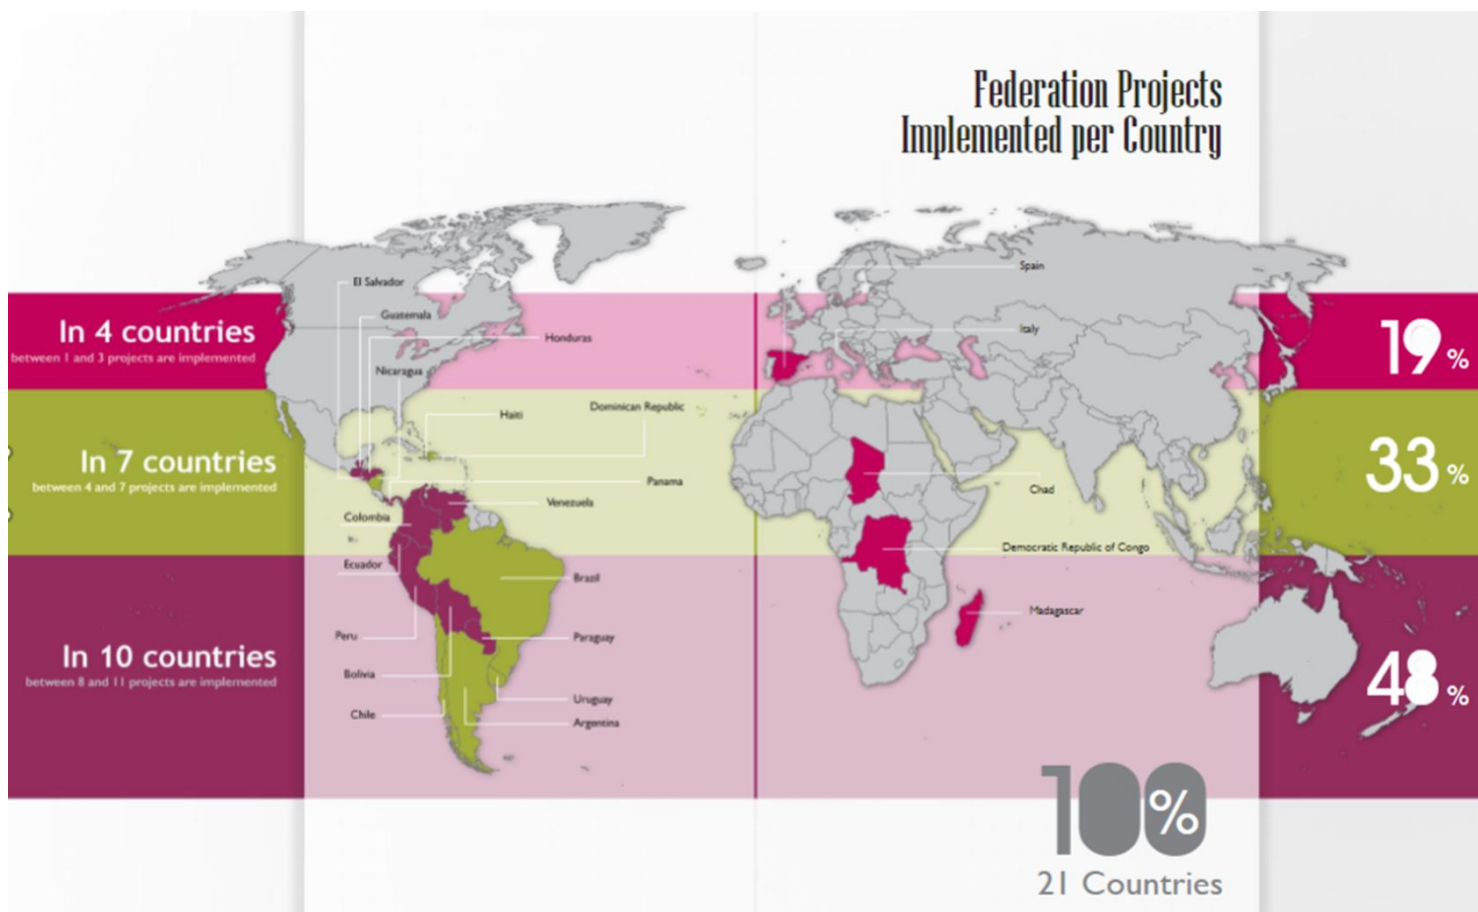 Federation Projects
Implemented per Country
In 4 countries
between 1 and 3 projects are implemented
19%
In 7 countries
between 4 and 7 projects are implemented
33%
In 10 countries
between 8 and 11 projects are implemented
48%
El Salvador
Guatemala
Honduras
Nicaragua
Haiti
Dominican Republic
Panama
Venezuela
Colombia
Ecuador
Brazil
Peru
Paraguay
Bolivia
Uruguay
Chile
Argentina
Spain
Italy
Chad
Democratic Republic of Congo
Madagascar
100%
21 Countries